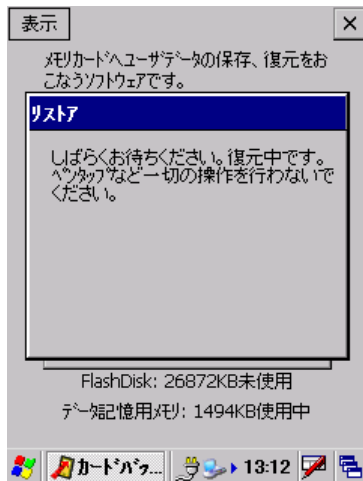 表示
ﾒﾓﾘｶｰﾄﾞへﾕｰｻﾞﾃﾞｰﾀの保存、復元をお
こなうｿﾌﾄｳｪｱです。
ﾘｽﾄｱ
しばらくお待ちください。復元中です。
ﾍﾟﾝﾀｯﾌﾟなど一切の操作を行わないで
ください。
FlashDisk: 26872KB未使用
ﾃﾞｰﾀ記憶用ﾒﾓﾘ: 1494KB使用中
ｶｰﾄﾞﾊﾞｯ... 13:12